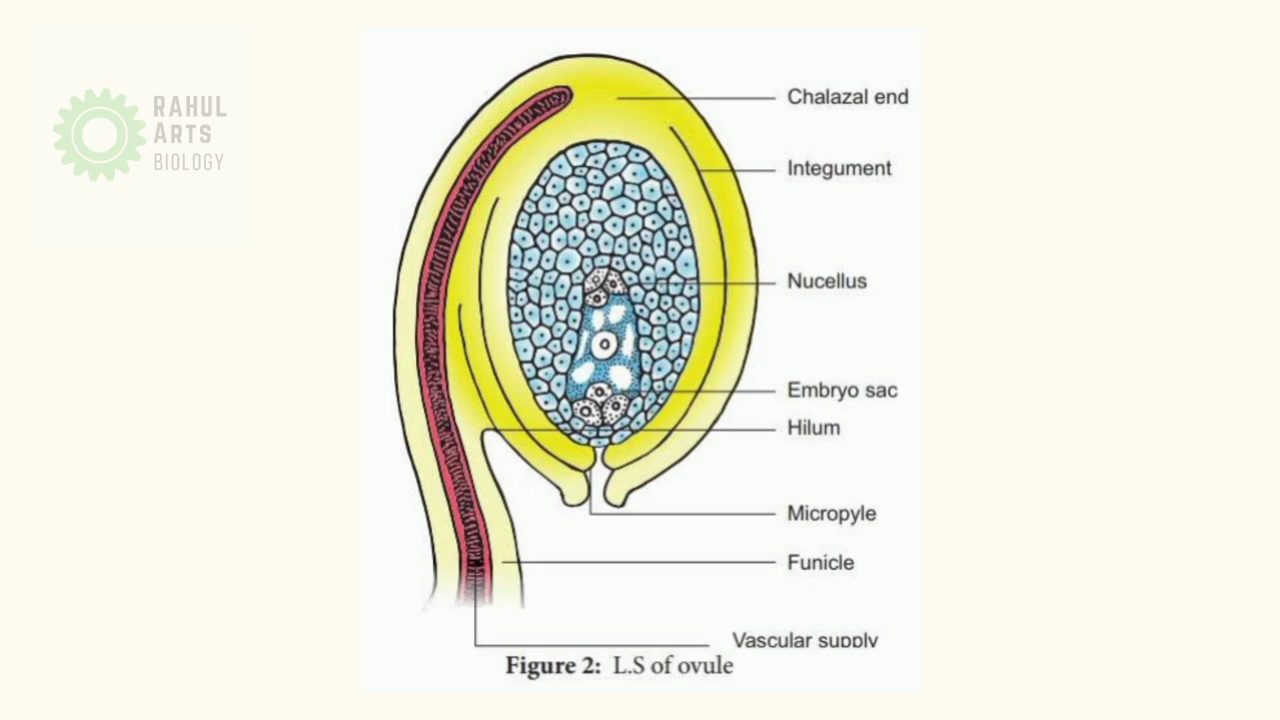 RAHUL
ARTS
BIOLOGY
Chalazal end
Integument
Nucellus
Embryo sac
Hilum
Micropyle
Funicle
Vascular supply
Figure 2: L.S of ovule